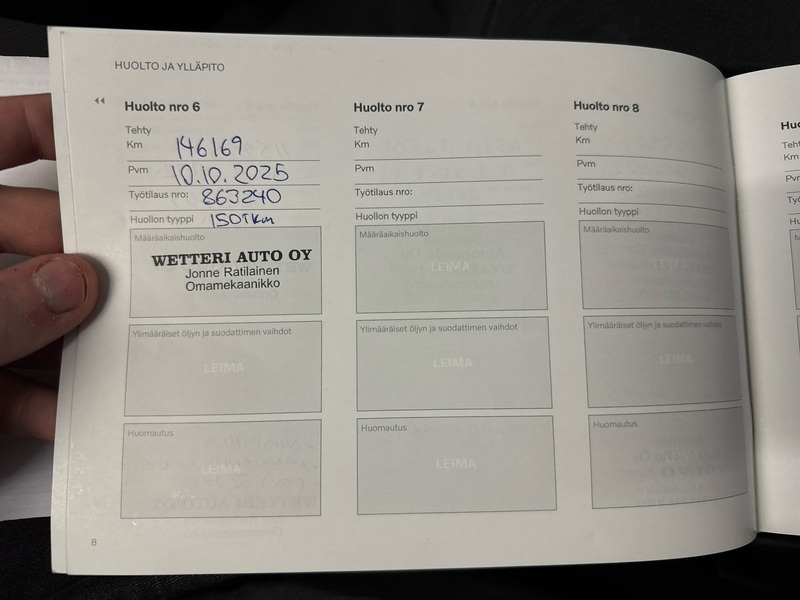 HUOLTO JA YLLÄPITO
Huolto nro 6
Tehty
Km 146169
Pvm 10.10.2025
Työtilaus nro: 863240
Huollon tyyppi 150Tkm
Määräaikaishuolto
WETTERI AUTO OY
Jonne Ratilainen
Omamekaanikko
Ylimääräiset öljyn ja suodattimen vaihdot
LEIMA
Huomautus
LEIMA
8
Huolto nro 7
Tehty
Km
Pvm
Työtilaus nro:
Huollon tyyppi
Määräaikaishuolto
LEIMA
Ylimääräiset öljyn ja suodattimen vaihdot
LEIMA
Huomautus
LEIMA
Huolto nro 8
Tehty
Km
Pvm
Työtilaus nro:
Huollon tyyppi
Määräaikaishuolto
LEIMA
Ylimääräiset öljyn ja suodattimen vaihdot
LEIMA
Huomautus
Km